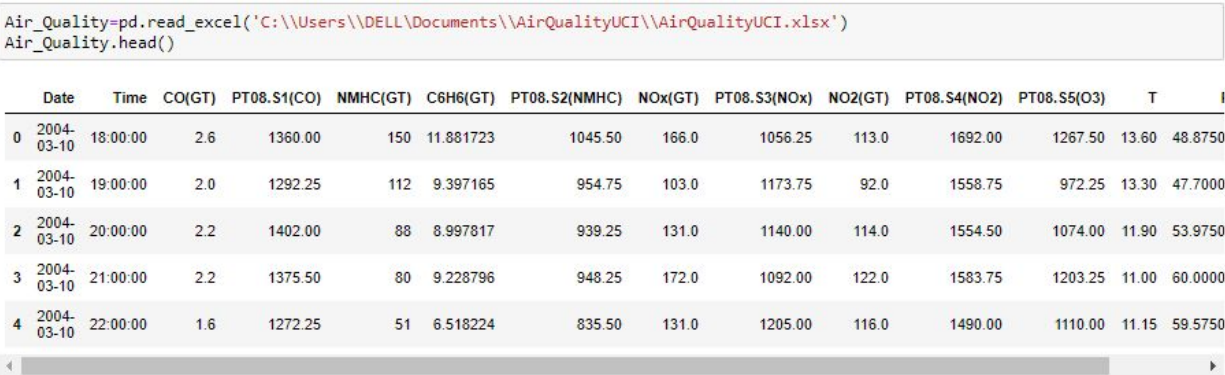 Air_Quality=pd.read_excel('C:\\Users\\DELL\Documents\\AirQualityUCI\\AirQualityUCI.xlsx')
Air_Quality.head()
Date Time CO(GT) PT08.S1(CO) NMHC(GT) C6H6(GT) PT08.S2(NMHC) NOx(GT) PT08.S3(NOx) NO2(GT) PT08.S4(NO2) PT08.S5(O3) T
0 2004-03-10 18:00:00 2.6 1360.00 150 11.881723 1045.50 166.0 1056.25 113.0 1692.00 1267.50 13.60 48.8750
1 2004-03-10 19:00:00 2.0 1292.25 112 9.397165 954.75 103.0 1173.75 92.0 1558.75 972.25 13.30 47.7000
2 2004-03-10 20:00:00 2.2 1402.00 88 8.997817 939.25 131.0 1140.00 114.0 1554.50 1074.00 11.90 53.9750
3 2004-03-10 21:00:00 2.2 1375.50 80 9.228796 948.25 172.0 1092.00 122.0 1583.75 1203.25 11.00 60.0000
4 2004-03-10 22:00:00 1.6 1272.25 51 6.518224 835.50 131.0 1205.00 116.0 1490.00 1110.00 11.15 59.5750